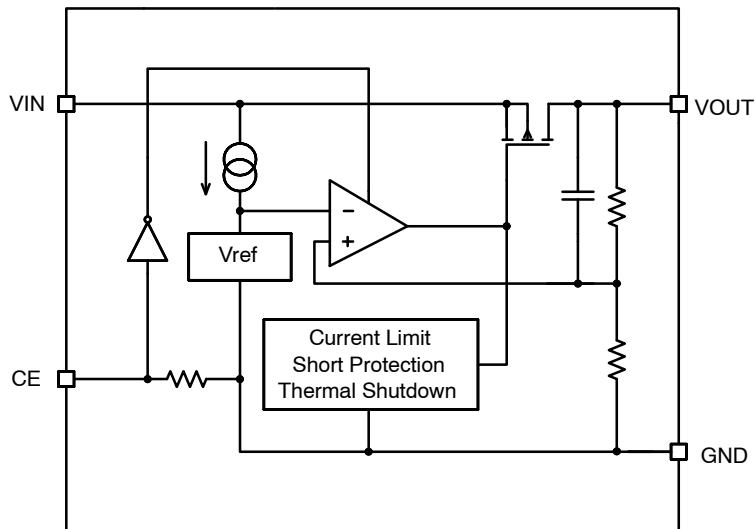 VIN
VOUT
−
+
Vref
Current Limit
Short Protection
Thermal Shutdown
CE
GND